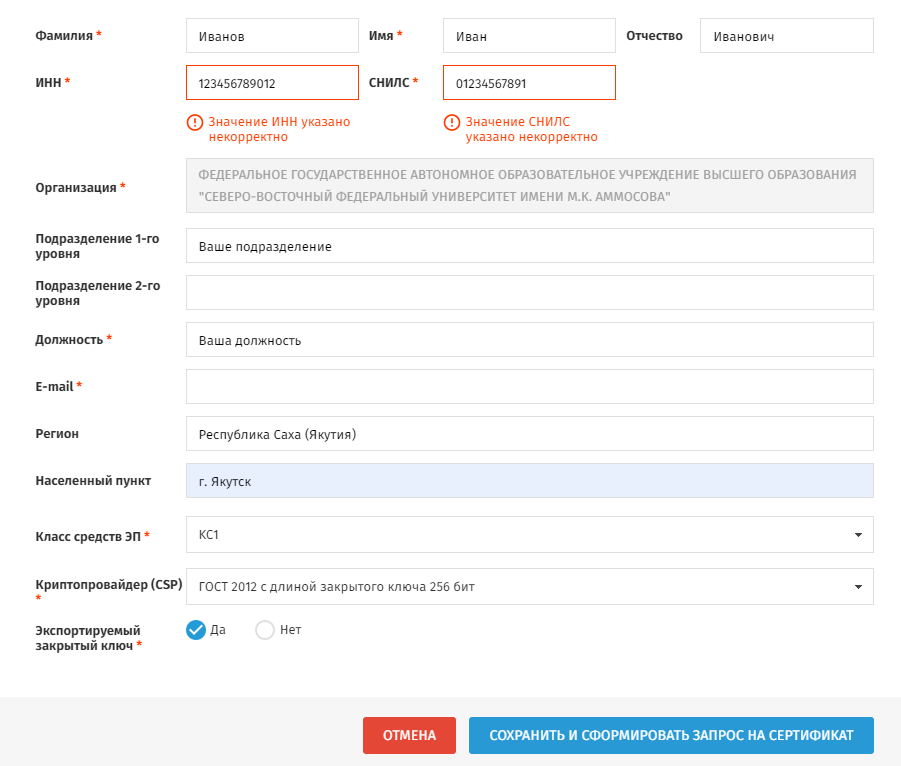 Фамилия *
Иванов
Имя *
Иван
Отчество
Иванович
ИНН *
123456789012
СНИЛС *
01234567891
Значение ИНН указано
некорректно
Значение СНИЛС
указано некорректно
Организация *
ФЕДЕРАЛЬНОЕ ГОСУДАРСТВЕННОЕ АВТОНОМНОЕ ОБРАЗОВАТЕЛЬНОЕ УЧРЕЖДЕНИЕ ВЫСШЕГО ОБРАЗОВАНИЯ
"СЕВЕРО-ВОСТОЧНЫЙ ФЕДЕРАЛЬНЫЙ УНИВЕРСИТЕТ ИМЕНИ М.К. АММОСОВА"
Подразделение 1-го
уровня
Ваше подразделение
Подразделение 2-го
уровня
Должность *
Ваша должность
E-mail *
Регион
Республика Саха (Якутия)
Населенный пункт
г. Якутск
Класс средств ЭП *
КС1
Криптопровайдер (CSP)
*
ГОСТ 2012 с длиной закрытого ключа 256 бит
Экспортируемый
закрытый ключ *
Да
Нет
ОТМЕНА
СОХРАНИТЬ И СФОРМИРОВАТЬ ЗАПРОС НА СЕРТИФИКАТ